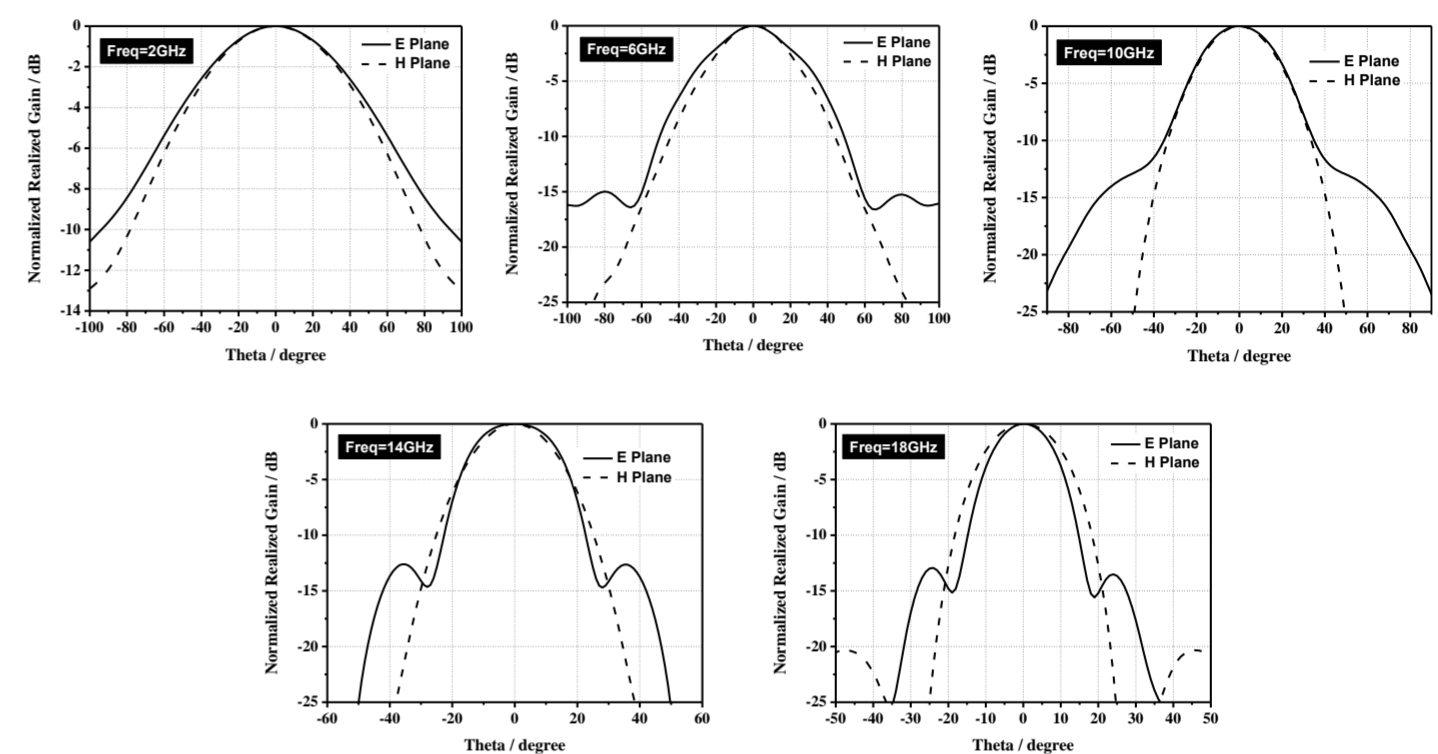 Freq=2GHz
E Plane
H Plane
Normalized Realized Gain / dB
0
-2
-4
-6
-8
-10
-12
-14
-100 -80 -60 -40 -20 0 20 40 60 80 100
Theta / degree
Freq=6GHz
E Plane
H Plane
Normalized Realized Gain / dB
0
-5
-10
-15
-20
-25
-100 -80 -60 -40 -20 0 20 40 60 80 100
Theta / degree
Freq=10GHz
E Plane
H Plane
Normalized Realized Gain / dB
0
-5
-10
-15
-20
-25
-80 -60 -40 -20 0 20 40 60 80
Theta / degree
Freq=14GHz
E Plane
H Plane
Normalized Realized Gain / dB
0
-5
-10
-15
-20
-25
-60 -40 -20 0 20 40 60
Theta / degree
Freq=18GHz
E Plane
H Plane
Normalized Realized Gain / dB
0
-5
-10
-15
-20
-25
-50 -40 -30 -20 -10 0 10 20 30 40 50
Theta / degree